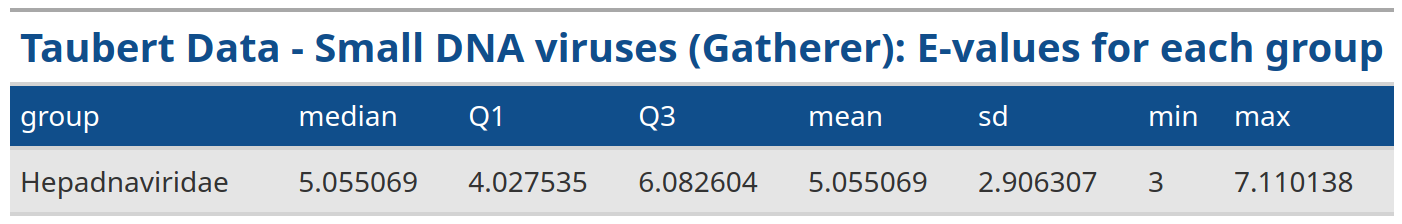 Taubert Data - Small DNA viruses (Gatherer): E-values for each group
group median Q1 Q3 mean sd min max
Hepadnaviridae 5.055069 4.027535 6.082604 5.055069 2.906307 3 7.110138